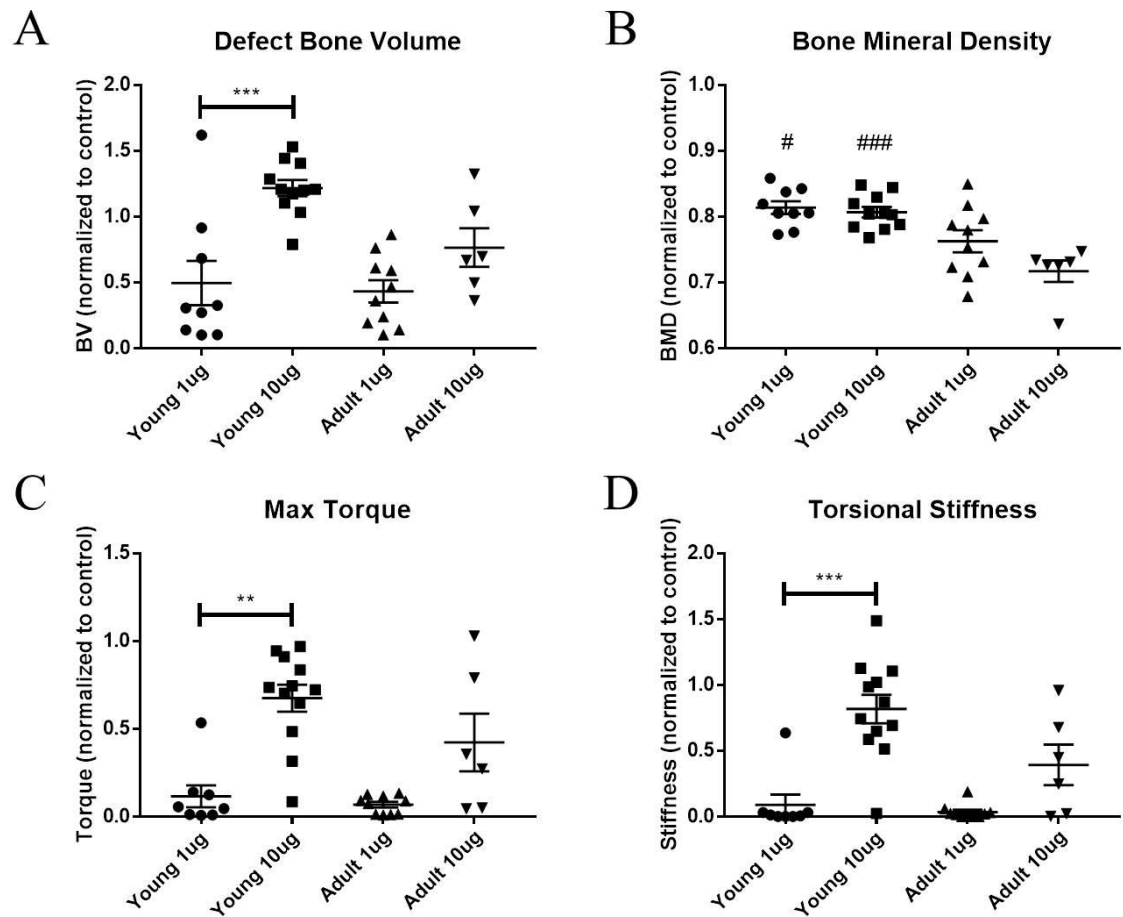 A
Defect Bone Volume
BV (normalized to control)
2.0
1.5
1.0
0.5
0.0
***
Young 1ug
Young 10ug
Adult 1ug
Adult 10ug
B
Bone Mineral Density
BMD (normalized to control)
1.0
0.9
0.8
0.7
0.6
#
###
Young 1ug
Young 10ug
Adult 1ug
Adult 10ug
C
Max Torque
Torque (normalized to control)
1.5
1.0
0.5
0.0
**
Young 1ug
Young 10ug
Adult 1ug
Adult 10ug
D
Torsional Stiffness
Stiffness (normalized to control)
2.0
1.5
1.0
0.5
0.0
***
Young 1ug
Young 10ug
Adult 1ug
Adult 10ug